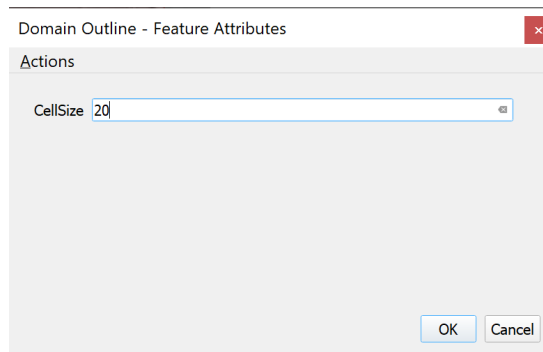 Domain Outline - Feature Attributes
Actions
CellSize 20
OK Cancel